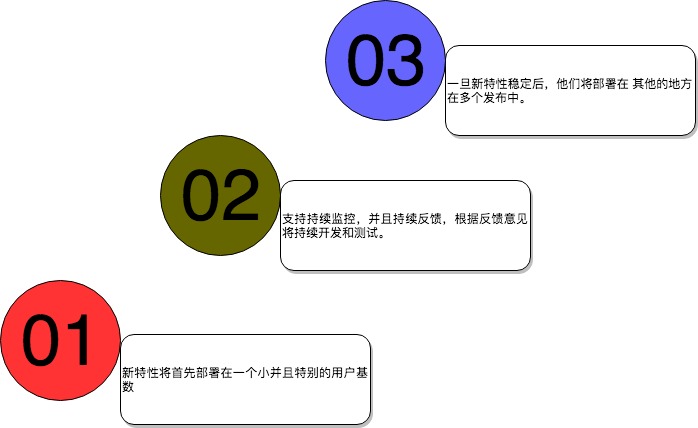 03
一旦新特性稳定后，他们将部署在 其他的地方
在多个发布中。
02
支持持续监控，并且持续反馈，根据反馈意见
将持续开发和测试。
01
新特性将首先部署在一个小并且特别的用户基
数